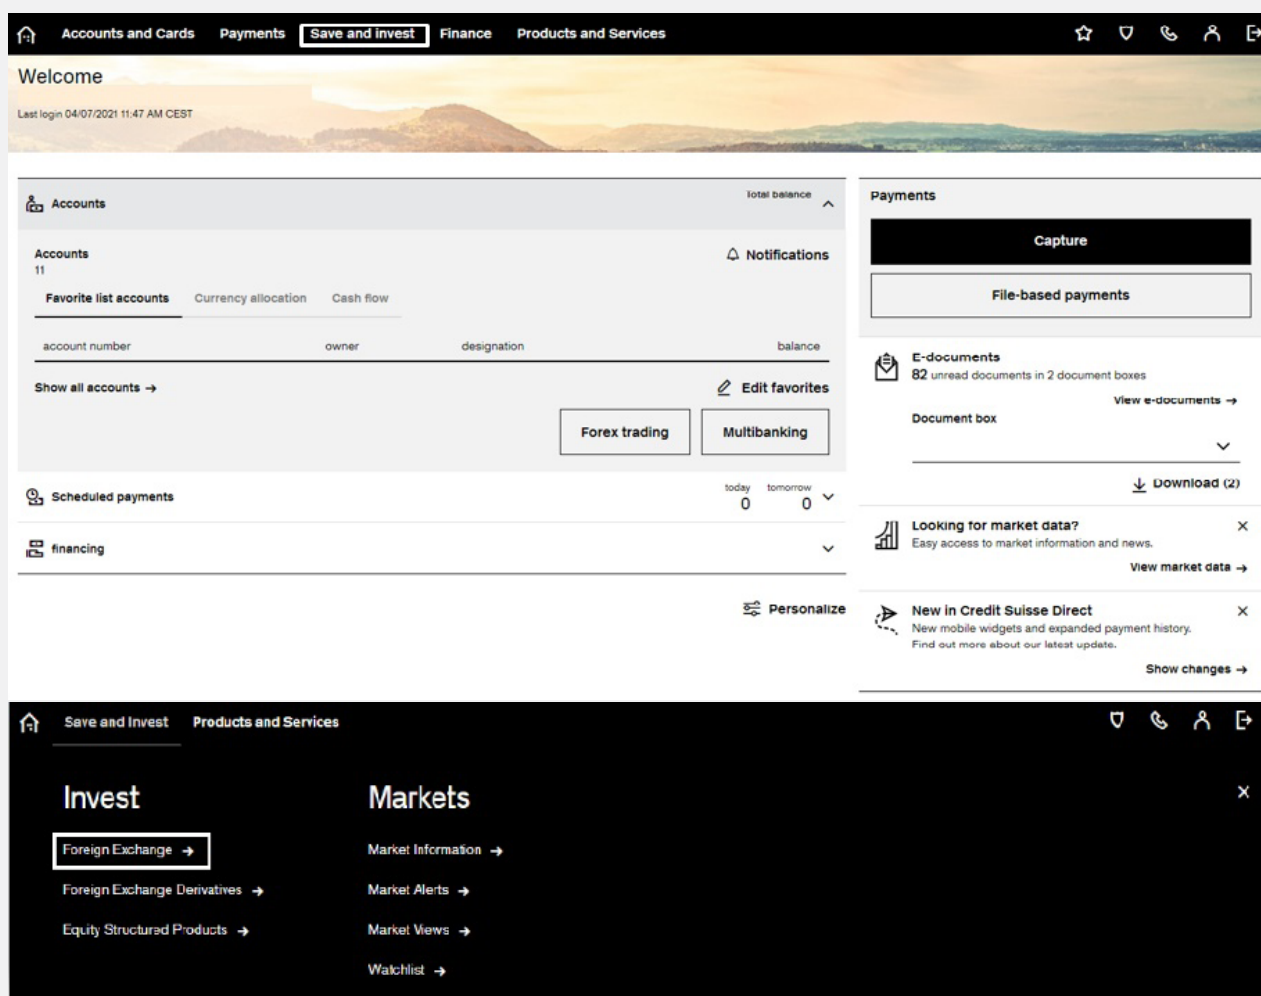 Accounts and Cards Payments Save and invest Finance Products and Services
Welcome
Last login 04/07/2021 11:47 AM CEST
Accounts
Total balance
Accounts
11
Notifications
Favorite list accounts Currency allocation Cash flow
account number owner designation balance
Show all accounts →
Edit favorites
Forex trading Multibanking
Scheduled payments
today tomorrow
0 0
financing
Personalize
Payments
Capture
File-based payments
E-documents
82 unread documents in 2 document boxes
View e-documents →
Document box
Download (2)
Looking for market data?
Easy access to market information and news.
View market data →
New in Credit Suisse Direct
New mobile widgets and expanded payment history.
Find out more about our latest update.
Show changes →
Save and Invest Products and Services
Invest
Foreign Exchange →
Foreign Exchange Derivatives →
Equity Structured Products →
Markets
Market Information →
Market Alerts →
Market Views →
Watchlist →